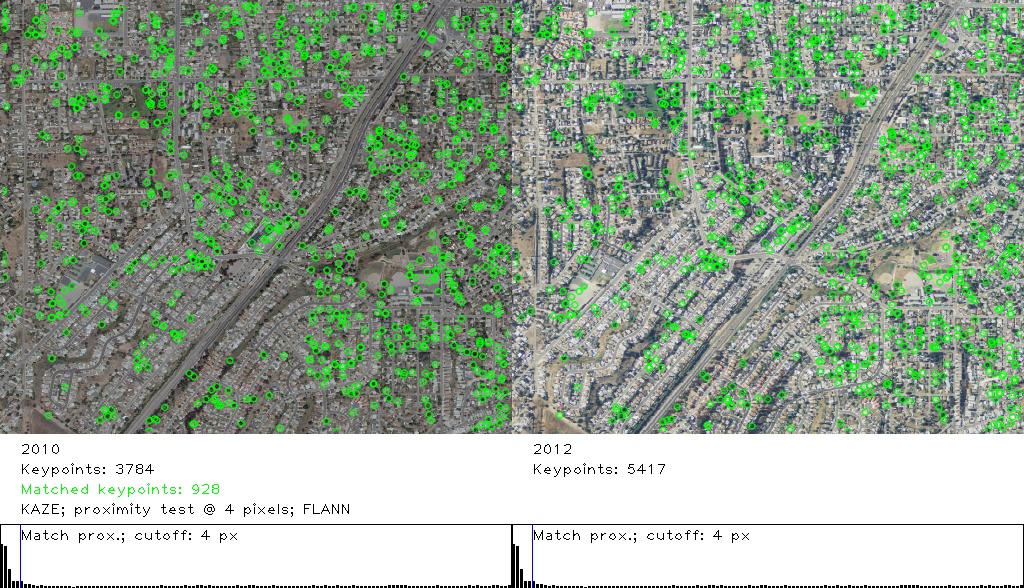 2010
Keypoints: 3784
Matched keypoints: 928
KAZE; proximity test @ 4 pixels; FLANN
2012
Keypoints: 5417
Match prox.; cutoff: 4 px
Match prox.; cutoff: 4 px